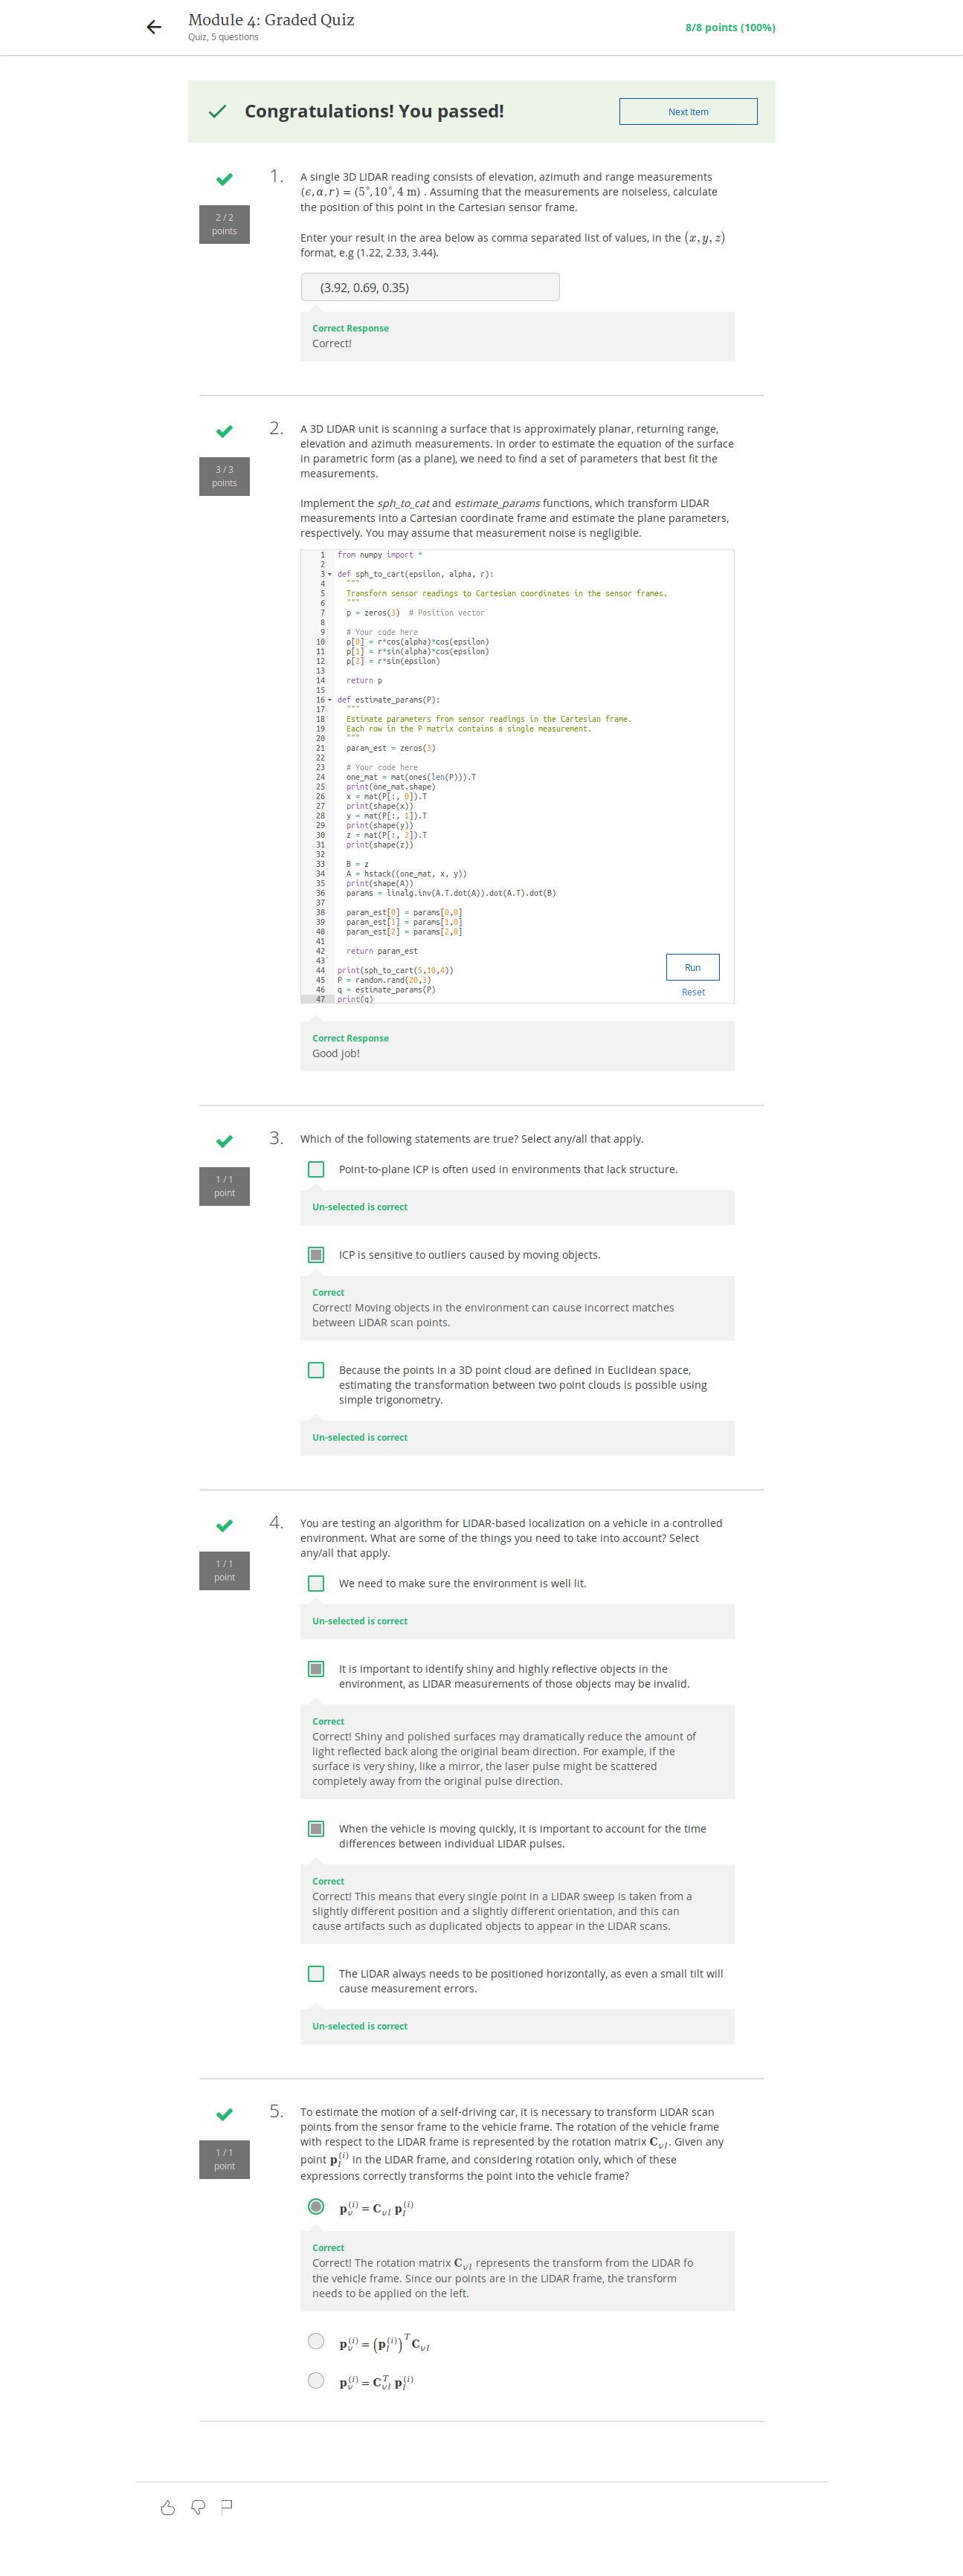 Module 4: Graded Quiz
Quiz, 5 questions
8/8 points (100%)
Congratulations! You passed!
Next Item
2 / 2
points
1.
A single 3D LIDAR reading consists of elevation, azimuth and range measurements
(ϵ, α, r) = (5°, 10°, 4 m) . Assuming that the measurements are noiseless, calculate
the position of this point in the Cartesian sensor frame.
Enter your result in the area below as comma separated list of values, in the (x, y, z)
format, e.g (1.22, 2.33, 3.44).
(3.92, 0.69, 0.35)
Correct Response
Correct!
3 / 3
points
2.
A 3D LIDAR unit is scanning a surface that is approximately planar, returning range,
elevation and azimuth measurements. In order to estimate the equation of the surface
in parametric form (as a plane), we need to find a set of parameters that best fit the
measurements.
Implement the sph_to_cat and estimate_params functions, which transform LIDAR
measurements into a Cartesian coordinate frame and estimate the plane parameters,
respectively. You may assume that measurement noise is negligible.
1 from numpy import *
2
3 def sph_to_cart(epsilon, alpha, r):
4 """
5 Transform sensor readings to Cartesian coordinates in the sensor frames.
6 """
7 p = zeros(3) # Position vector
8
9 # Your code here
10 p[0] = r*cos(alpha)*cos(epsilon)
11 p[1] = r*sin(alpha)*cos(epsilon)
12 p[2] = r*sin(epsilon)
13
14 return p
15
16 def estimate_params(P):
17 """
18 Estimate parameters from sensor readings in the Cartesian frame.
19 Each row in the P matrix contains a single measurement.
20 """
21 param_est = zeros(3)
22
23 # Your code here
24 one_mat = mat(ones(len(P))).T
25 print(one_mat.shape)
26 x = mat(P[:, 0]).T
27 print(shape(x))
28 y = mat(P[:, 1]).T
29 print(shape(y))
30 z = mat(P[:, 2]).T
31 print(shape(z))
32
33 B = z
34 A = hstack((one_mat, x, y))
35 print(shape(A))
36 params = linalg.inv(A.T.dot(A)).dot(A.T).dot(B)
37
38 param_est[0] = params[0,0]
39 param_est[1] = params[1,0]
40 param_est[2] = params[2,0]
41
42 return param_est
43
44 print(sph_to_cart(5,10,4))
45 P = random.rand(20,3)
46 q = estimate_params(P)
47 print(q)
Run
Reset
Correct Response
Good job!
1 / 1
point
3.
Which of the following statements are true? Select any/all that apply.
Point-to-plane ICP is often used in environments that lack structure.
Un-selected is correct
ICP is sensitive to outliers caused by moving objects.
Correct
Correct! Moving objects in the environment can cause incorrect matches
between LIDAR scan points.
Because the points in a 3D point cloud are defined in Euclidean space,
estimating the transformation between two point clouds is possible using
simple trigonometry.
Un-selected is correct
1 / 1
point
4.
You are testing an algorithm for LIDAR-based localization on a vehicle in a controlled
environment. What are some of the things you need to take into account? Select
any/all that apply.
We need to make sure the environment is well lit.
Un-selected is correct
It is important to identify shiny and highly reflective objects in the
environment, as LIDAR measurements of those objects may be invalid.
Correct
Correct! Shiny and polished surfaces may dramatically reduce the amount of
light reflected back along the original beam direction. For example, if the
surface is very shiny, like a mirror, the laser pulse might be scattered
completely away from the original pulse direction.
When the vehicle is moving quickly, it is important to account for the time
differences between individual LIDAR pulses.
Correct
Correct! This means that every single point in a LIDAR sweep is taken from a
slightly different position and a slightly different orientation, and this can
cause artifacts such as duplicated objects to appear in the LIDAR scans.
The LIDAR always needs to be positioned horizontally, as even a small tilt will
cause measurement errors.
Un-selected is correct
1 / 1
point
5.
To estimate the motion of a self-driving car, it is necessary to transform LIDAR scan
points from the sensor frame to the vehicle frame. The rotation of the vehicle frame
with respect to the LIDAR frame is represented by the rotation matrix C_vl. Given any
point p_l^(i) in the LIDAR frame, and considering rotation only, which of these
expressions correctly transforms the point into the vehicle frame?
p_v^(i) = C_vl p_l^(i)
Correct
Correct! The rotation matrix C_vl represents the transform from the LIDAR fo
the vehicle frame. Since our points are in the LIDAR frame, the transform
needs to be applied on the left.
p_v^(i) = (p_l^(i))^T C_vl
p_v^(i) = C_vl^T p_l^(i)